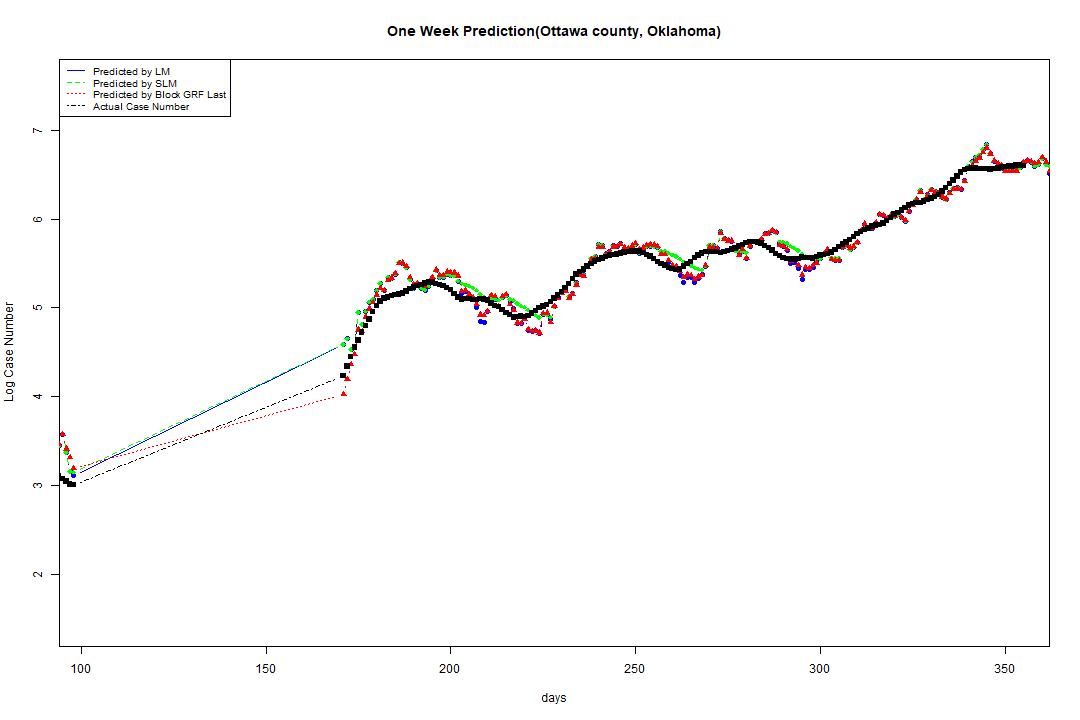 One Week Prediction(Ottawa county, Oklahoma)
Predicted by LM
Predicted by SLM
Predicted by Block GRF Last
Actual Case Number
7
6
5
4
3
2
Log Case Number
100 150 200 250 300 350
days